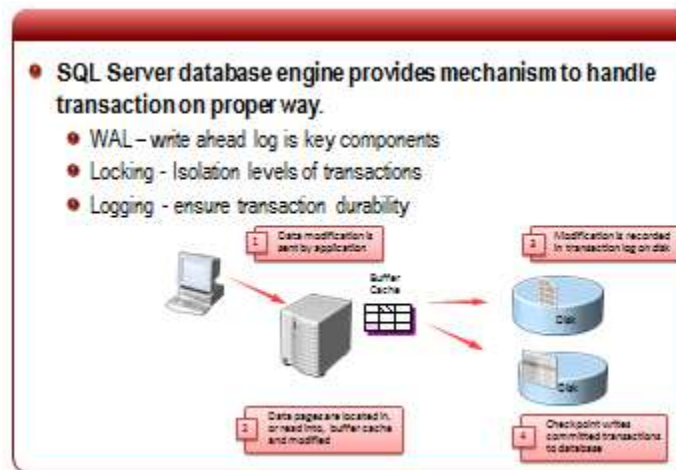 SQL Server database engine provides mechanism to handle
transaction on proper way.
WAL – write ahead log is key components
Locking - Isolation levels of transactions
Logging - ensure transaction durability
1
Data modification is
sent by application
3
Modification is recorded
in transaction log on disk
Buffer
Cache
Disk
Disk
2
Data pages are located in,
or read into, buffer cache
and modified
4
Checkpoint writes
committed transactions
to database